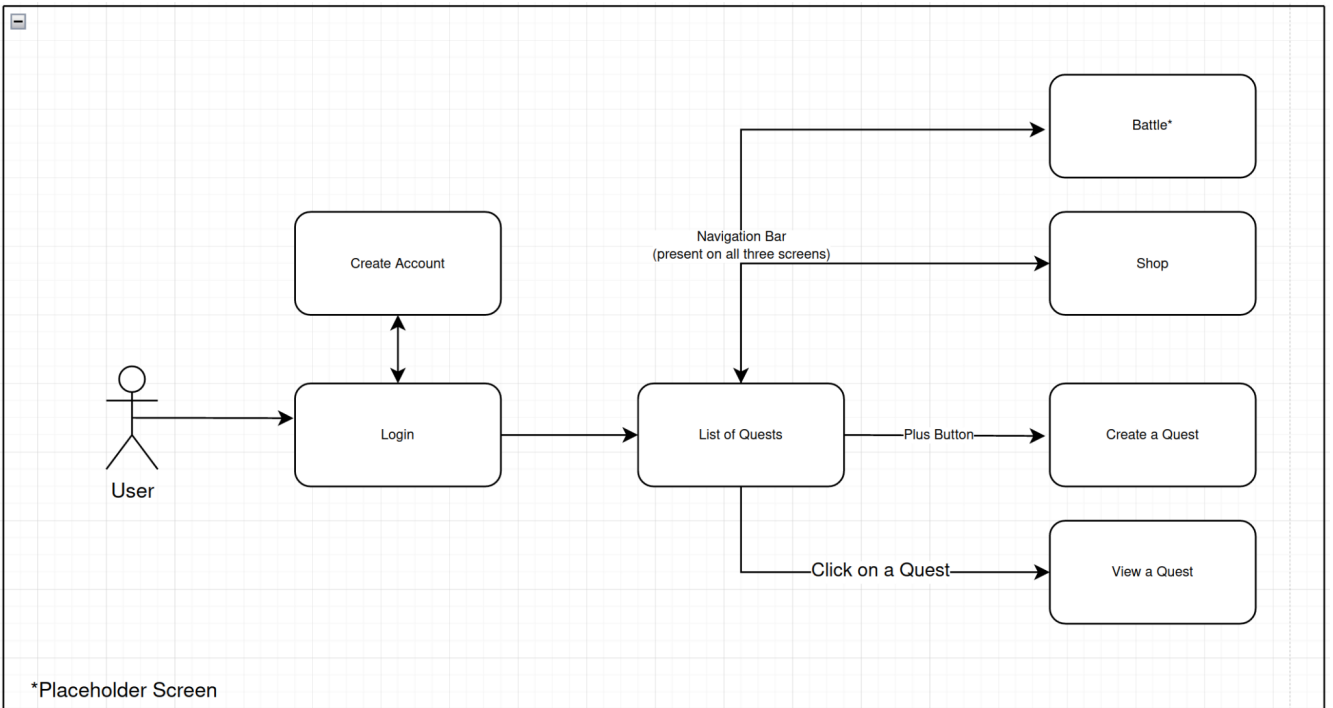 Battle*
Navigation Bar
(present on all three screens)
Create Account
Shop
Login
List of Quests
Plus Button
Create a Quest
User
Click on a Quest
View a Quest
*Placeholder Screen